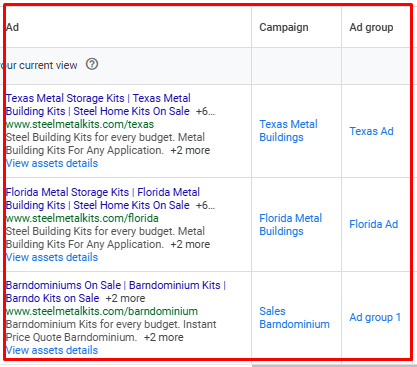 Ad Campaign Ad group
our current view
Texas Metal Storage Kits | Texas Metal
Building Kits | Steel Home Kits On Sale +6...
www.steelmetalkits.com/texas
Steel Building Kits for every budget. Metal
Building Kits For Any Application. +2 more
View assets details
Texas Metal
Buildings
Texas Ad
Florida Metal Storage Kits | Florida Metal
Building Kits | Steel Home Kits On Sale +6...
www.steelmetalkits.com/florida
Steel Building Kits for every budget. Metal
Building Kits For Any Application. +2 more
View assets details
Florida Metal
Buildings
Florida Ad
Barndominiums On Sale | Barndominium Kits |
Barndo Kits on Sale +2 more
www.steelmetalkits.com/barndominium
Barndominium Kits for every budget. Instant
Price Quote Barndominium. +2 more
View assets details
Sales
Barndominium
Ad group 1